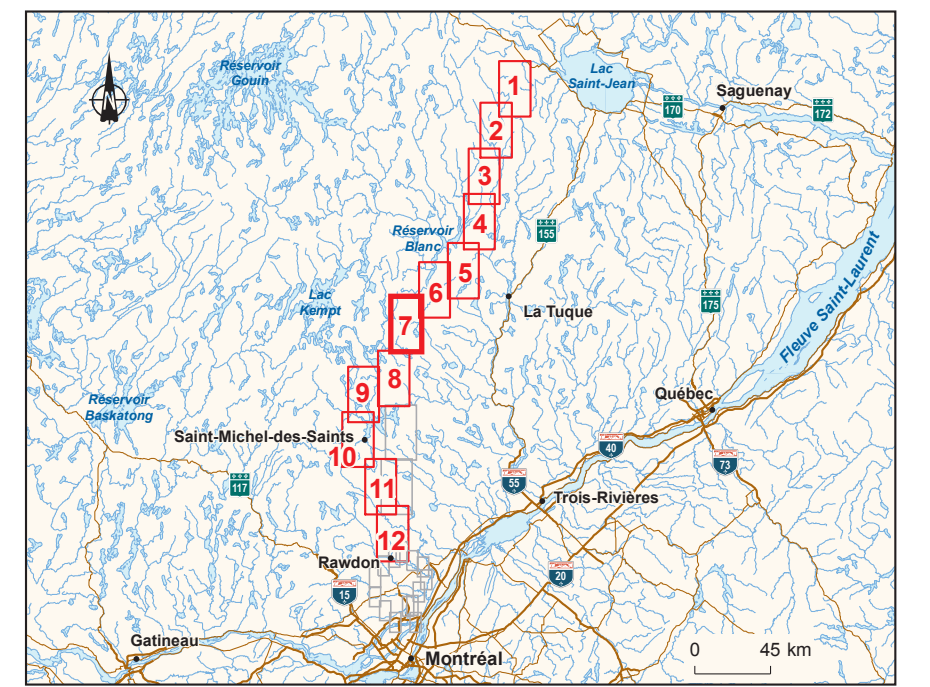 Réservoir
Gouin
N
1
Lac
Saint-Jean
Saguenay
170
172
2
3
4
155
Réservoir
Blanc
5
6
Lac
Kempt
7
La Tuque
175
Fleuve Saint-Laurent
8
9
Réservoir
Baskatong
Québec
Saint-Michel-des-Saints
10
40
73
117
11
55
Trois-Rivières
12
Rawdon
15
20
Gatineau
Montréal
0 45 km